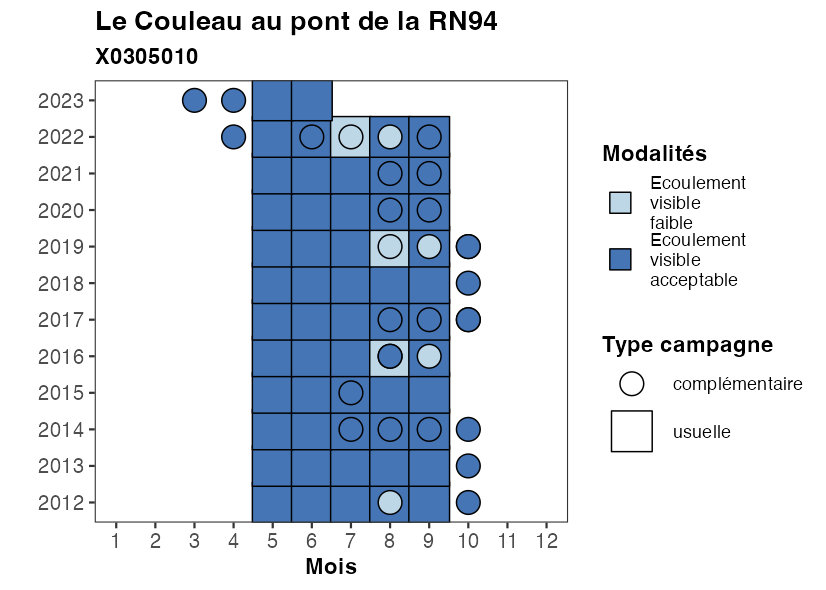 Le Couleau au pont de la RN94
X0305010
2023
2022
2021
2020
2019
2018
2017
2016
2015
2014
2013
2012
1 2 3 4 5 6 7 8 9 10 11 12
Mois
Modalités
Ecoulement
visible
faible
Ecoulement
visible
acceptable
Type campagne
complémentaire
usuelle